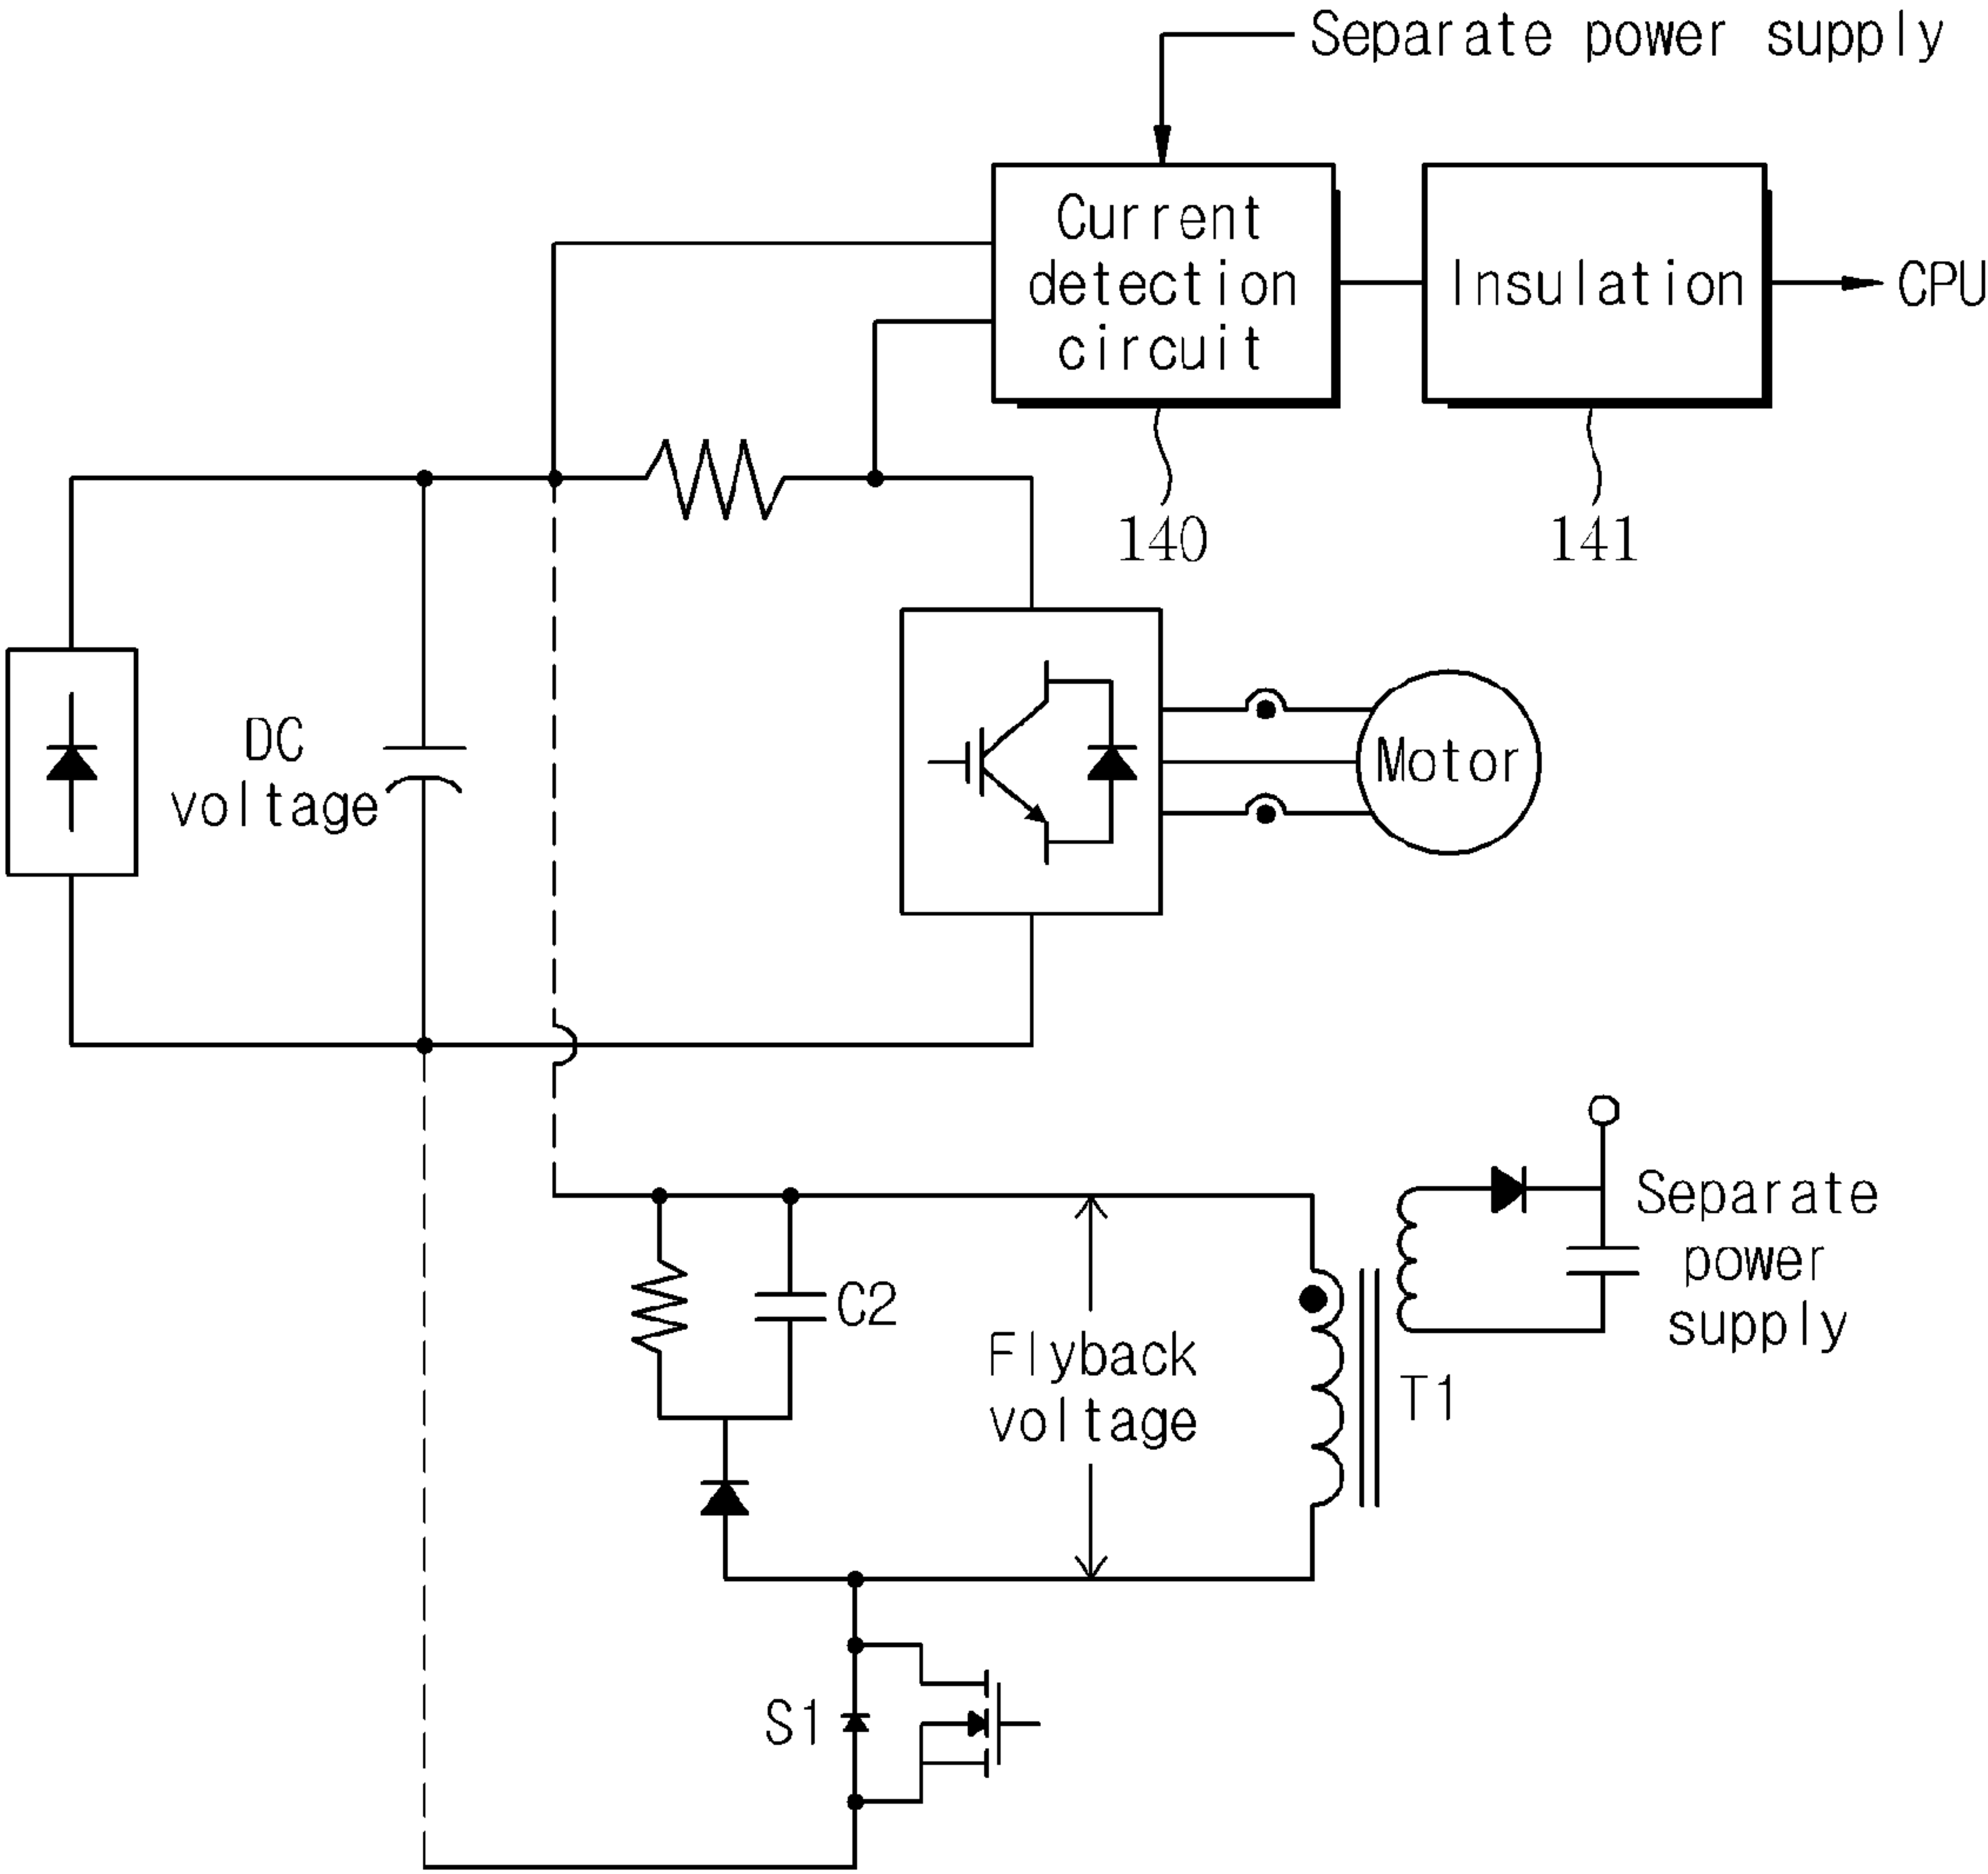 Separate power supply
Current
detection
circuit
Insulation
CPU
140
141
DC
voltage
Motor
Separate
power
supply
C2
Flyback
voltage
T1
S1